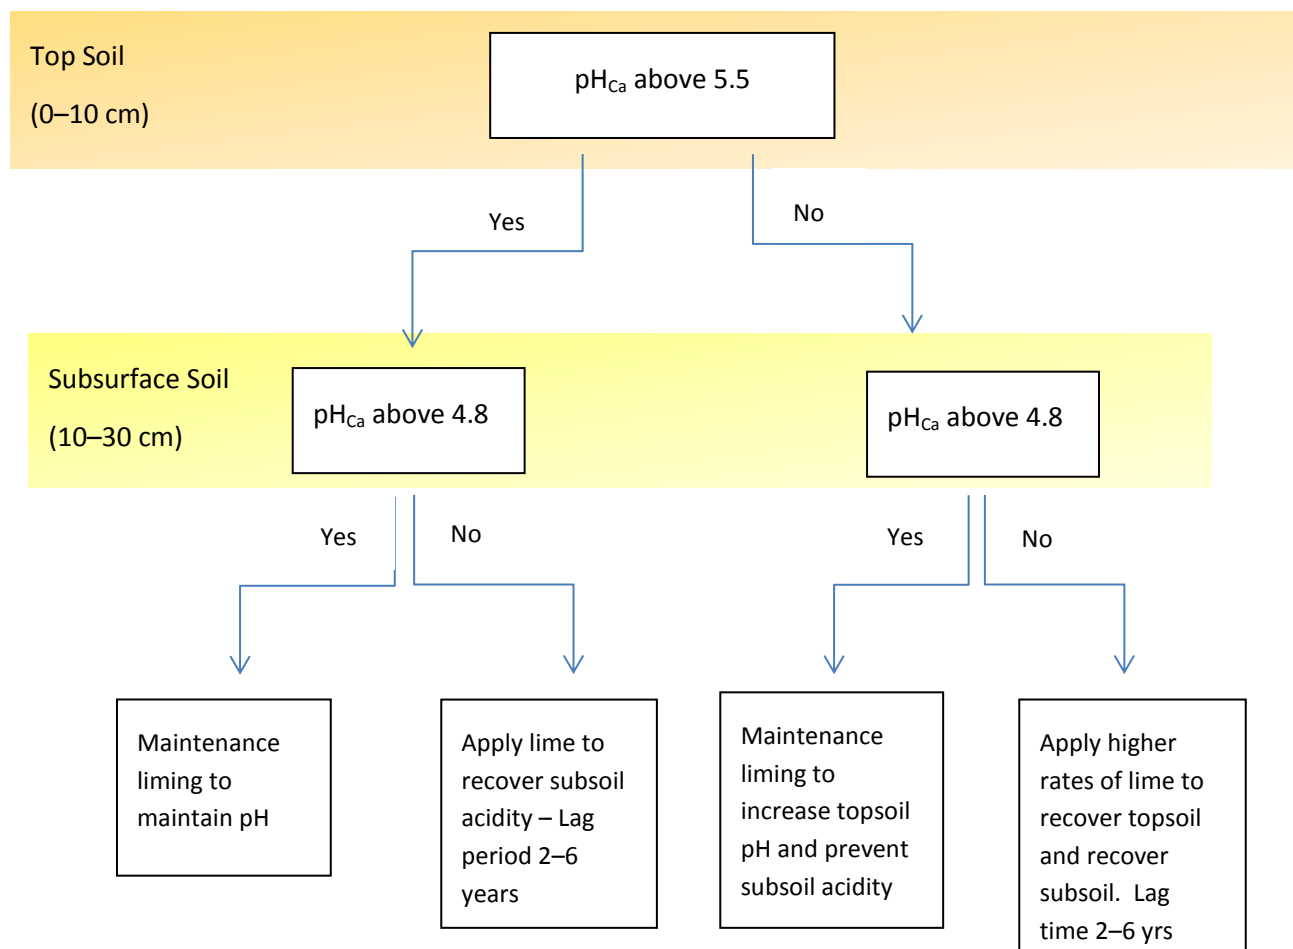 Top Soil
(0–10 cm)
pHCa above 5.5
Yes
No
Subsurface Soil
(10–30 cm)
pHCa above 4.8
pHCa above 4.8
Yes
No
Yes
No
Maintenance
liming to
maintain pH
Apply lime to
recover subsoil
acidity – Lag
period 2–6
years
Maintenance
liming to
increase topsoil
pH and prevent
subsoil acidity
Apply higher
rates of lime to
recover topsoil
and recover
subsoil.  Lag
time 2–6 yrs